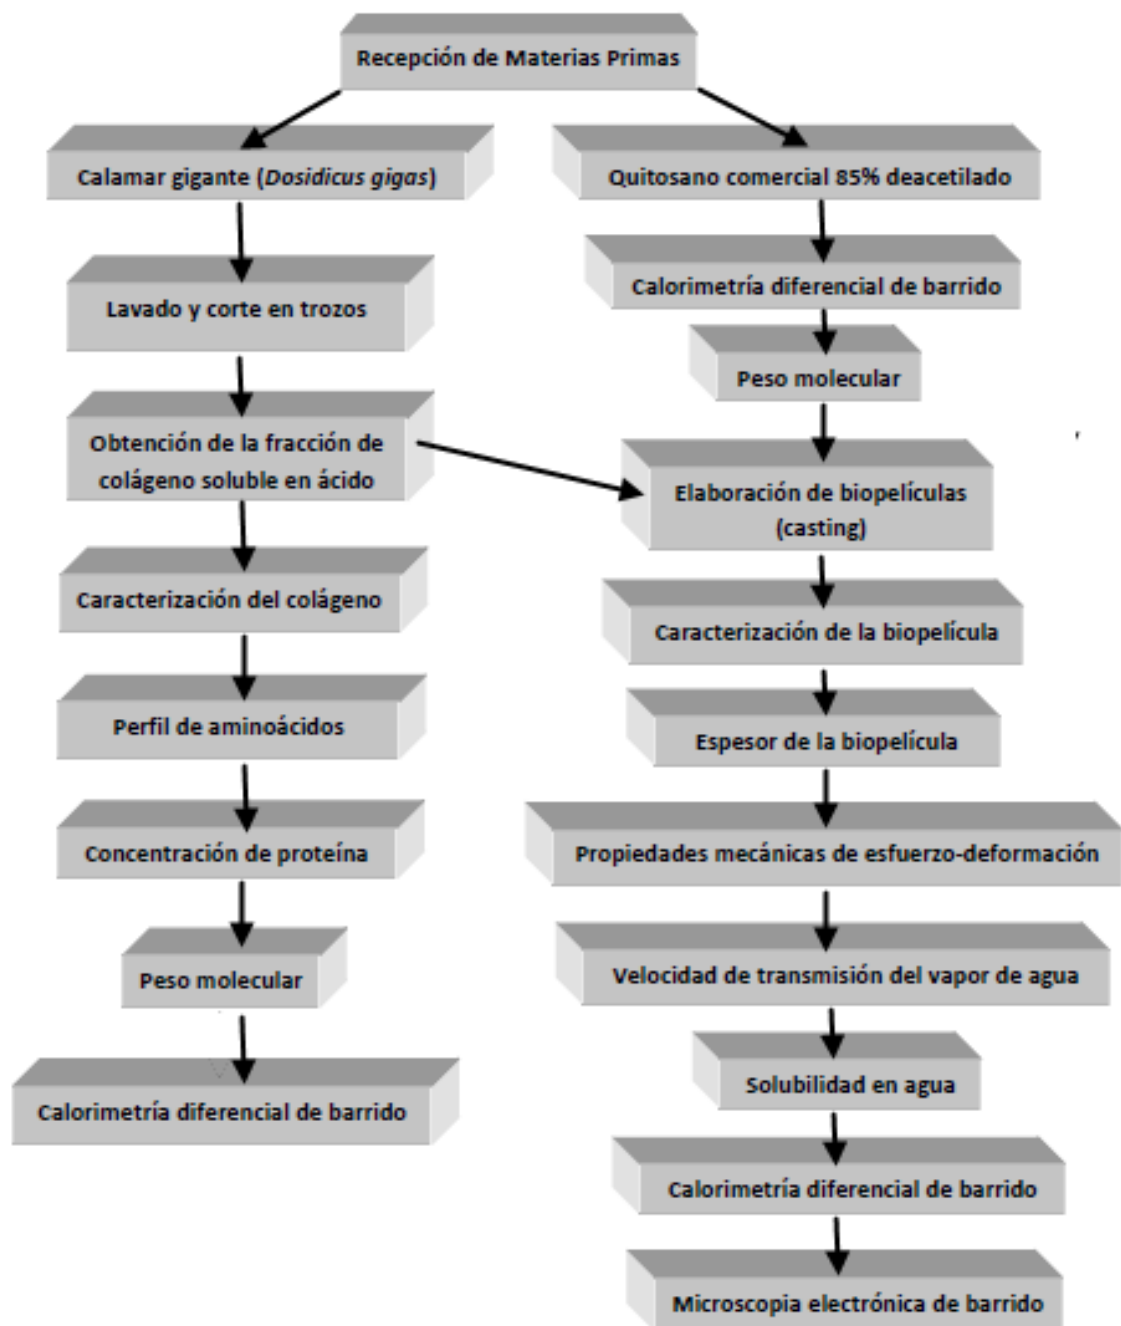 Recepción de Materias Primas
Calamar gigante (Dosidicus gigas)
Lavado y corte en trozos
Obtención de la fracción de
colágeno soluble en ácido
Caracterización del colágeno
Perfil de aminoácidos
Concentración de proteína
Peso molecular
Calorimetría diferencial de barrido
Quitosano comercial 85% deacetilado
Calorimetría diferencial de barrido
Peso molecular
Elaboración de biopelículas
(casting)
Caracterización de la biopelícula
Espesor de la biopelícula
Propiedades mecánicas de esfuerzo-deformación
Velocidad de transmisión del vapor de agua
Solubilidad en agua
Calorimetría diferencial de barrido
Microscopia electrónica de barrido